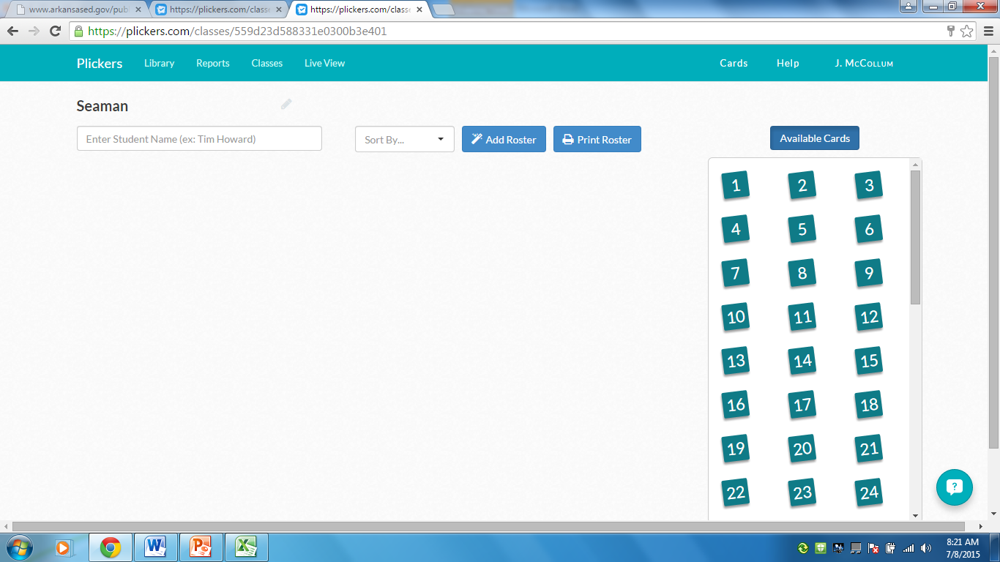 www.arkansased.gov/pub
https://plickers.com/classe
https://plickers.com/classe
https://plickers.com/classes/559d23d588331e0300b3e401
Plickers Library Reports Classes Live View Cards Help J. McCollum
Seaman
Enter Student Name (ex: Tim Howard) Sort By... Add Roster Print Roster Available Cards
1 2 3
4 5 6
7 8 9
10 11 12
13 14 15
16 17 18
19 20 21
22 23 24
8:21 AM
7/8/2015